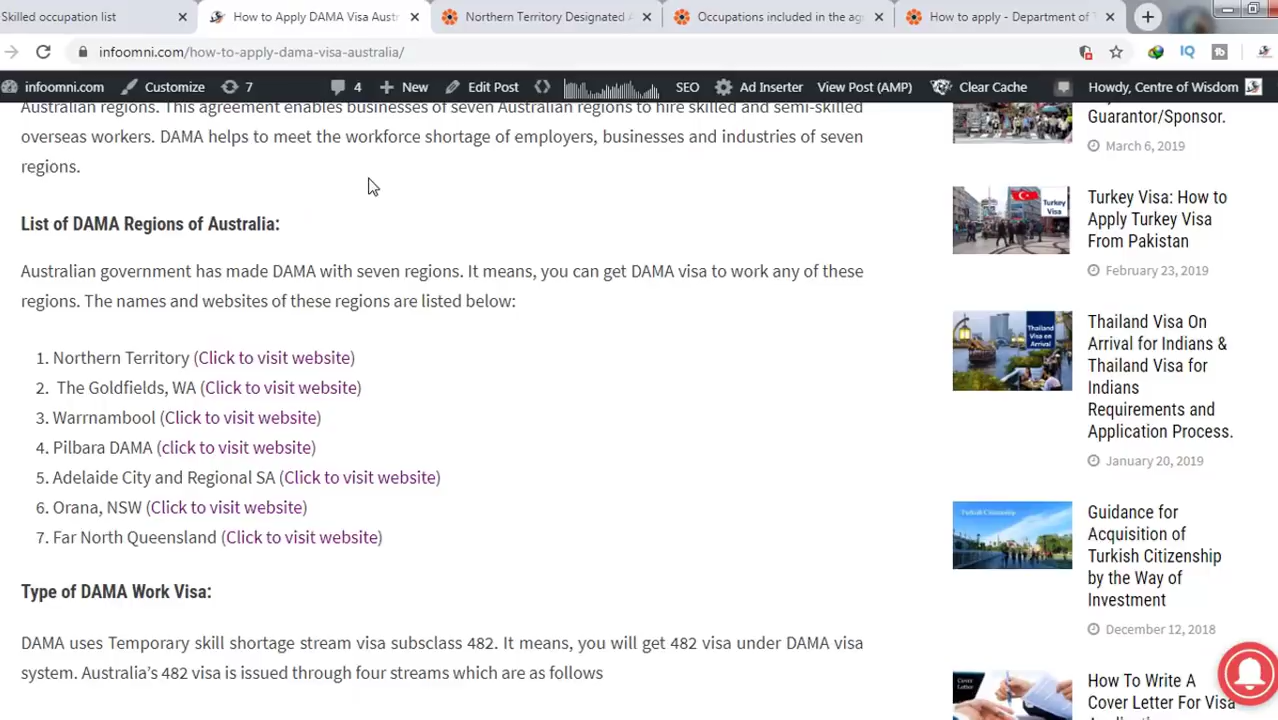 Skilled occupation list
How to Apply DAMA Visa Austr
Northern Territory Designated A
Occupations included in the ag
How to apply - Department of T
infoomni.com/how-to-apply-dama-visa-australia/
IQ
infoomni.com
Customize
7
4
New
Edit Post
SEO
Ad Inserter
View Post (AMP)
Clear Cache
Howdy, Centre of Wisdom
Australian regions. This agreement enables businesses of seven Australian regions to hire skilled and semi-skilled
overseas workers. DAMA helps to meet the workforce shortage of employers, businesses and industries of seven
regions.
List of DAMA Regions of Australia:
Australian government has made DAMA with seven regions. It means, you can get DAMA visa to work any of these
regions. The names and websites of these regions are listed below:
1. Northern Territory (Click to visit website)
2. The Goldfields, WA (Click to visit website)
3. Warrnambool (Click to visit website)
4. Pilbara DAMA (click to visit website)
5. Adelaide City and Regional SA (Click to visit website)
6. Orana, NSW (Click to visit website)
7. Far North Queensland (Click to visit website)
Type of DAMA Work Visa:
DAMA uses Temporary skill shortage stream visa subclass 482. It means, you will get 482 visa under DAMA visa
system. Australia's 482 visa is issued through four streams which are as follows
Guarantor/Sponsor.
March 6, 2019
Turkey Visa
Turkey Visa: How to
Apply Turkey Visa
From Pakistan
February 23, 2019
Thailand Visa on Arrival
Thailand Visa On
Arrival for Indians &
Thailand Visa for
Indians
Requirements and
Application Process.
January 20, 2019
Turkish Citizenship
Guidance for
Acquisition of
Turkish Citizenship
by the Way of
Investment
December 12, 2018
Cover Letter
How To Write A
Cover Letter For Visa